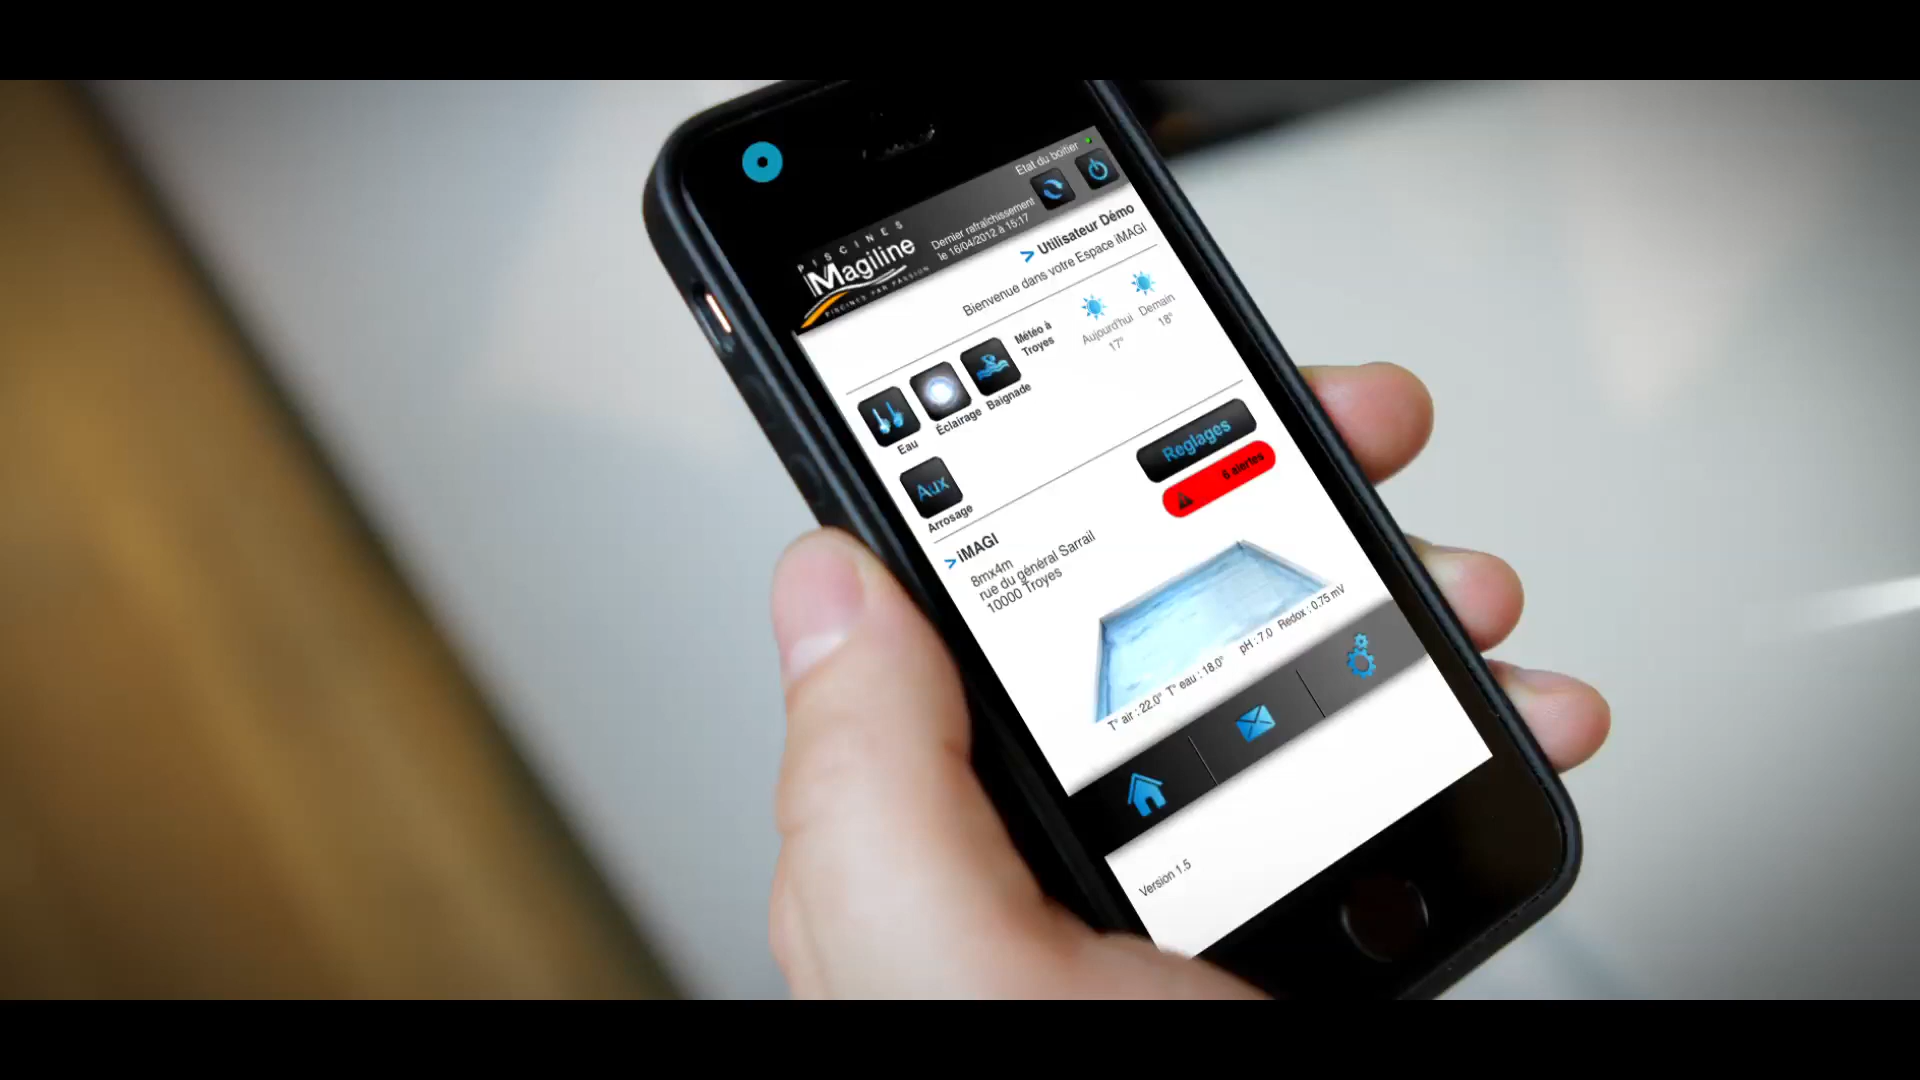 Etat du boitier
PISCINES
Magiline
PISCINES PAR PASSION
Dernier rafraîchissement
le 16/04/2012 à 15:17
> Utilisateur Démo
Bienvenue dans votre Espace iMAGI
Météo à
Troyes
Aujourd'hui
17°
Demain
18°
Eau
Éclairage
Baignade
Aux
Arrosage
Reglages
6 alertes
> iMAGI
8mx4m
rue du général Sarrail
10000 Troyes
T° air : 22.0° T° eau : 18.0° pH : 7.0 Redox : 0.75 mV
Version 1.5